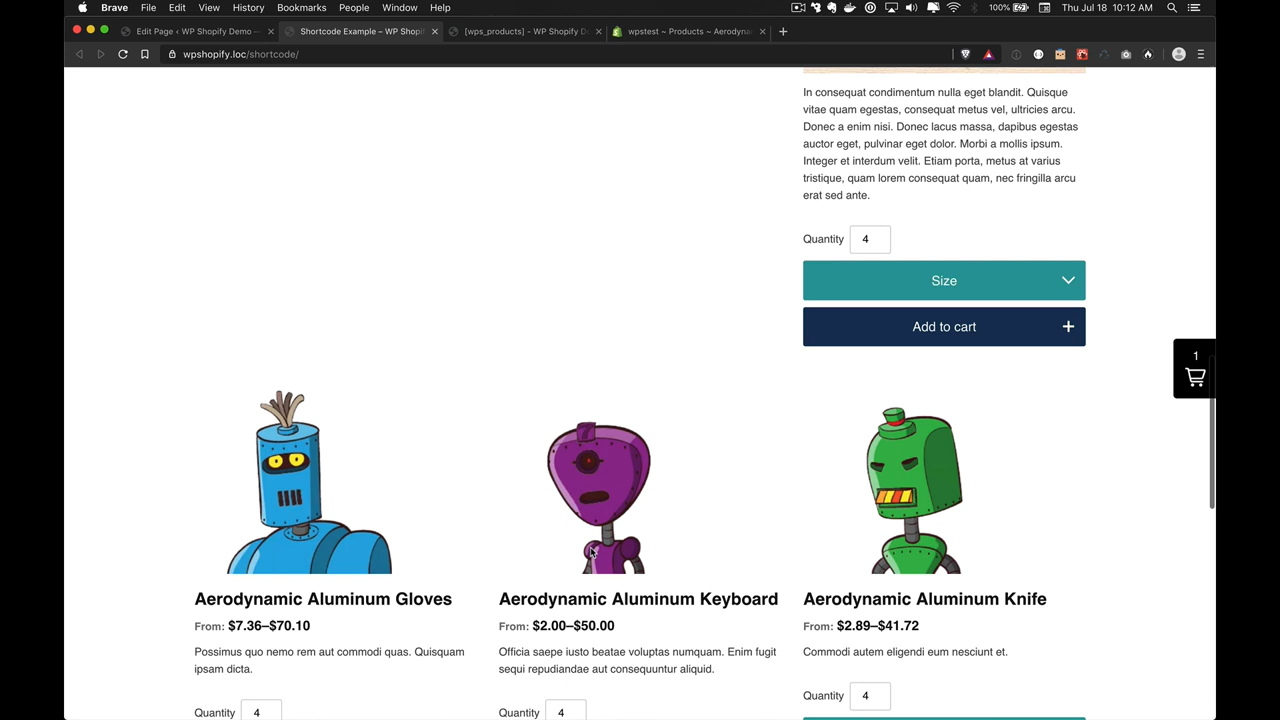 Brave File Edit View History Bookmarks People Window Help 100% Thu Jul 18 10:12 AM
Edit Page ‹ WP Shopify Demo — Shortcode Example – WP Shopif [wps_products] - WP Shopify D wpstest ~ Products ~ Aerodyna
wpshopify.loc/shortcode/
In consequat condimentum nulla eget blandit. Quisque
vitae quam egestas, consequat metus vel, ultricies arcu.
Donec a enim nisi. Donec lacus massa, dapibus egestas
auctor eget, pulvinar eget dolor. Morbi a mollis ipsum.
Integer et interdum velit. Etiam porta, metus at varius
tristique, quam lorem consequat quam, nec fringilla arcu
erat sed ante.
Quantity 4
Size
Add to cart +
1
Aerodynamic Aluminum Gloves
From: $7.36–$70.10
Possimus quo nemo rem aut commodi quas. Quisquam
ipsam dicta.
Quantity 4
Aerodynamic Aluminum Keyboard
From: $2.00–$50.00
Officia saepe iusto beatae voluptas numquam. Enim fugit
sequi repudiandae aut consequuntur aliquid.
Quantity 4
Aerodynamic Aluminum Knife
From: $2.89–$41.72
Commodi autem eligendi eum nesciunt et.
Quantity 4